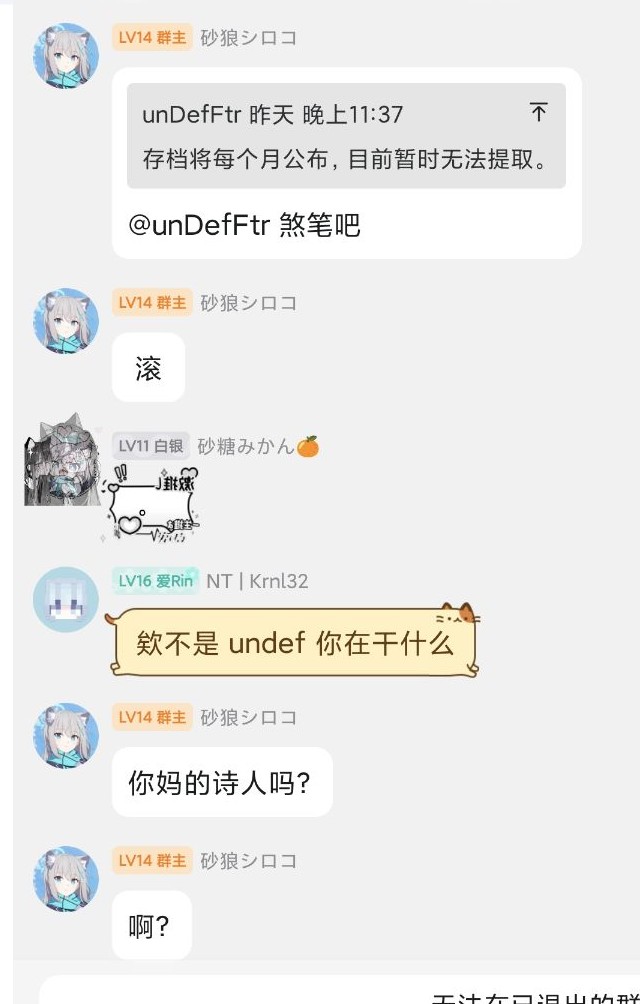 LV14 群主 砂狼シロコ
unDefFtr 昨天 晚上11:37
存档将每个月公布，目前暂时无法提取。
@unDefFtr 煞笔吧
LV14 群主 砂狼シロコ
滚
LV11 白银 砂糖みかん🍊
LV16 爱Rin NT | Krnl32
欸不是 undef 你在干什么
LV14 群主 砂狼シロコ
你妈的诗人吗?
LV14 群主 砂狼シロコ
啊?
无法在已退出的群